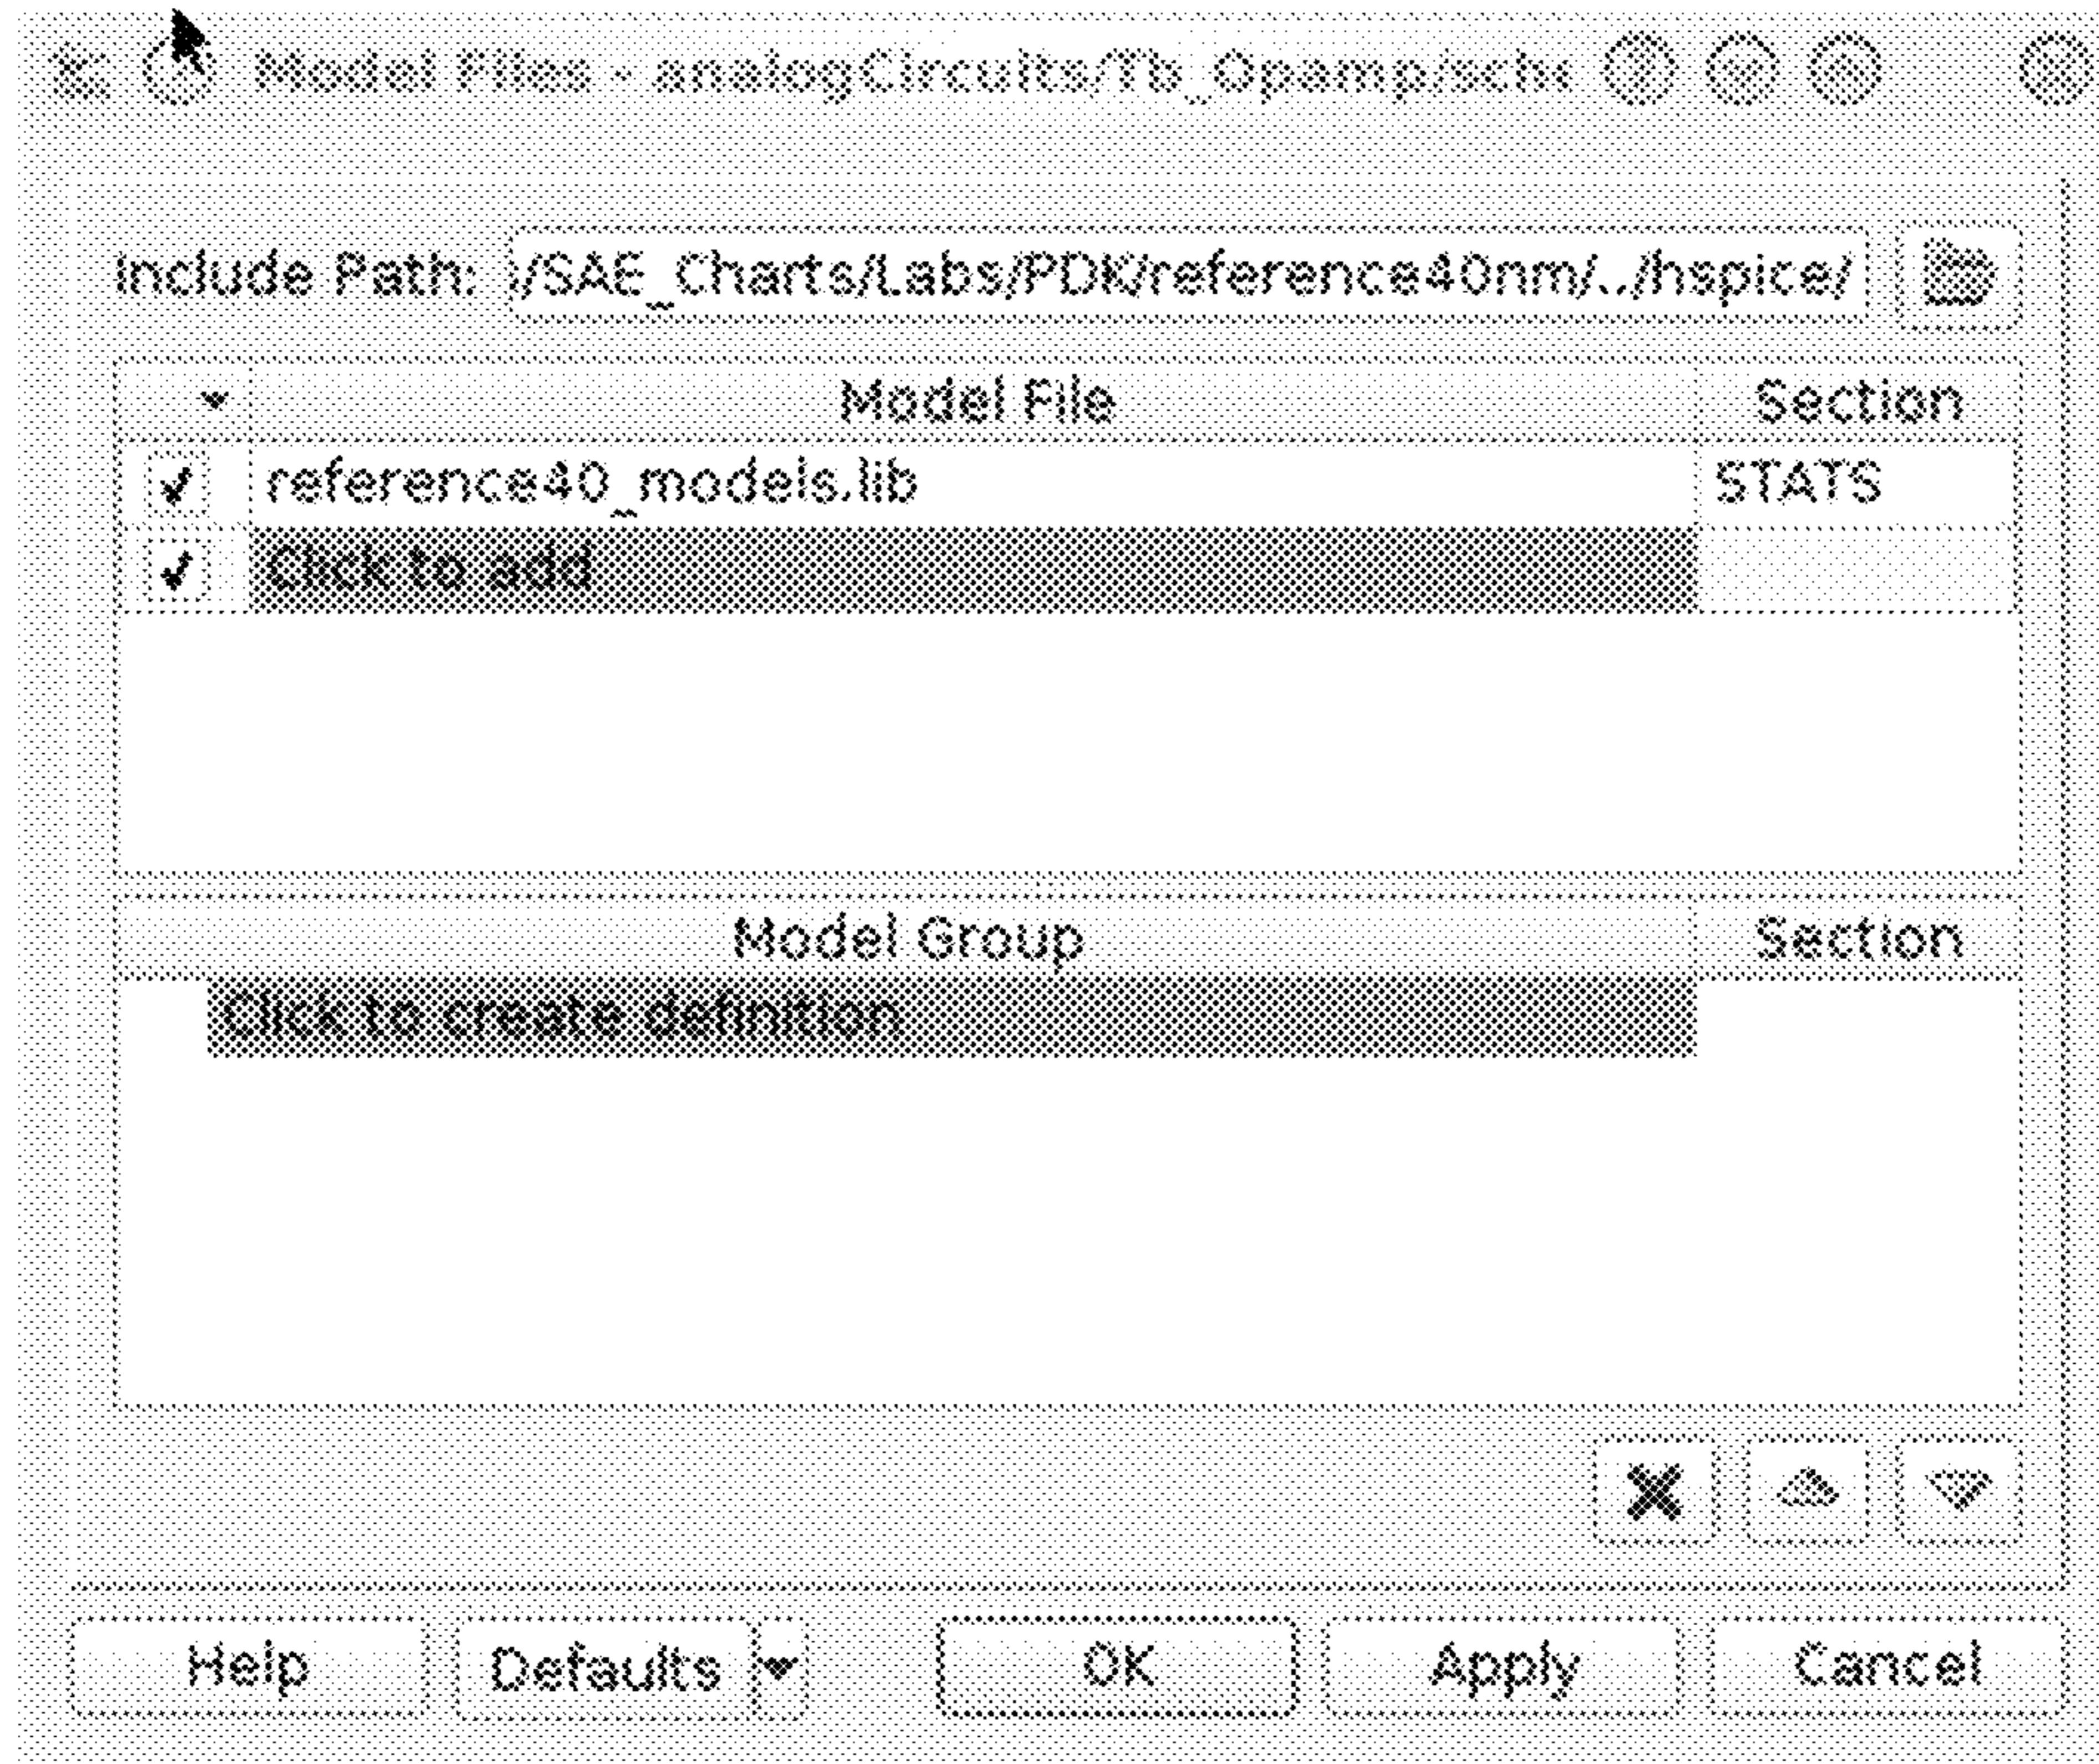 Model Files - analogCircuits/Tb_Opamp/sch
Include Path: /SAE_Charts/Labs/PDK/reference40nm/../hspice/
Model File Section
reference40_models.lib STATS
Click to add
Model Group Section
Click to create definition
Help Defaults OK Apply Cancel